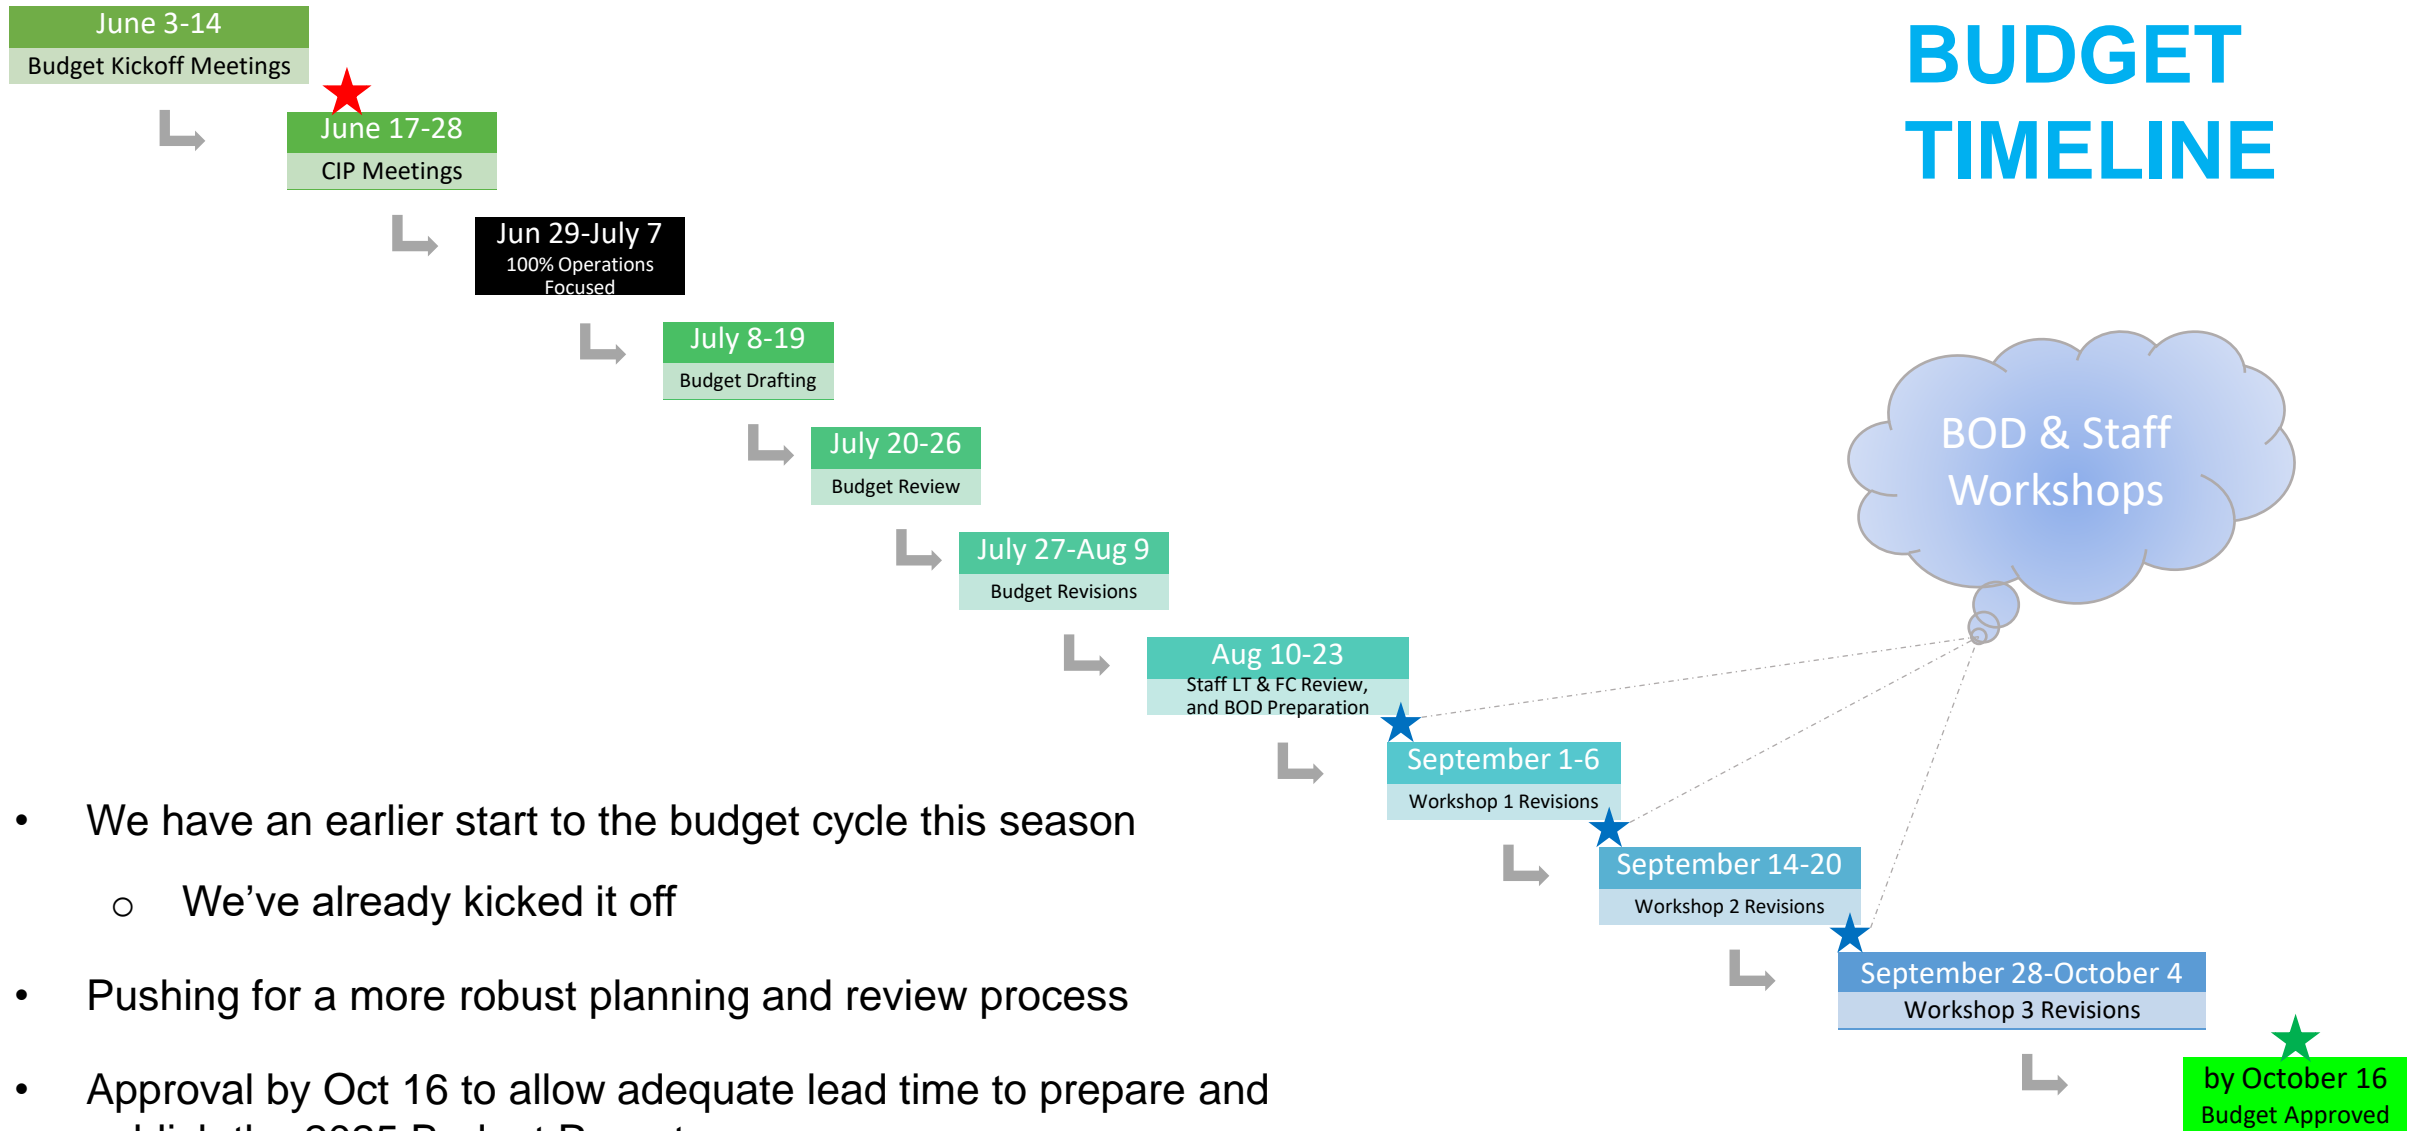 BUDGET
TIMELINE
June 3-14
Budget Kickoff Meetings
June 17-28
CIP Meetings
Jun 29-July 7
100% Operations
Focused
July 8-19
Budget Drafting
July 20-26
Budget Review
July 27-Aug 9
Budget Revisions
Aug 10-23
Staff LT & FC Review,
and BOD Preparation
September 1-6
Workshop 1 Revisions
September 14-20
Workshop 2 Revisions
September 28-October 4
Workshop 3 Revisions
by October 16
Budget Approved
BOD & Staff
Workshops
• We have an earlier start to the budget cycle this season
o We’ve already kicked it off
• Pushing for a more robust planning and review process
• Approval by Oct 16 to allow adequate lead time to prepare and
the 2025 Budget